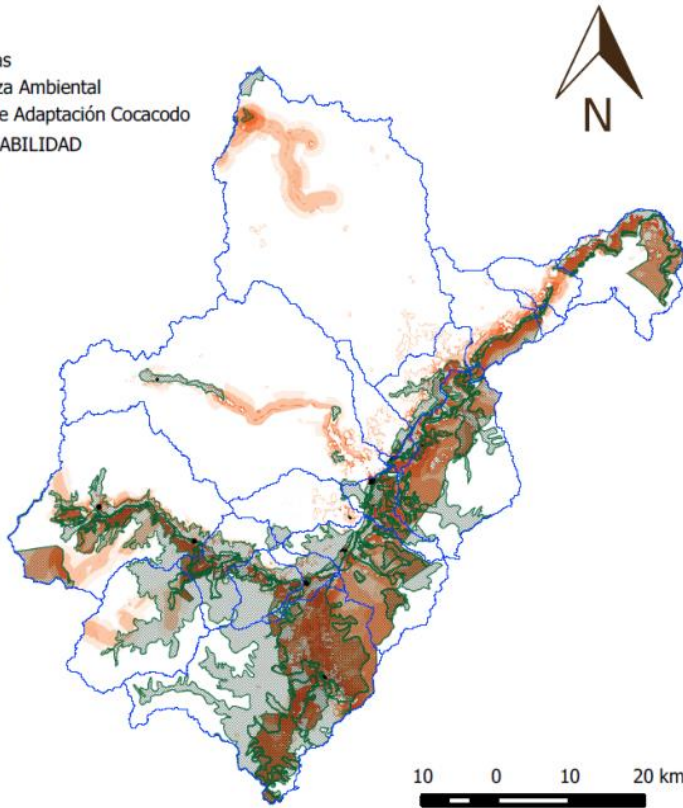 as
za Ambiental
e Adaptación Cocacodo
ABILIDAD
N
10 0 10 20 km